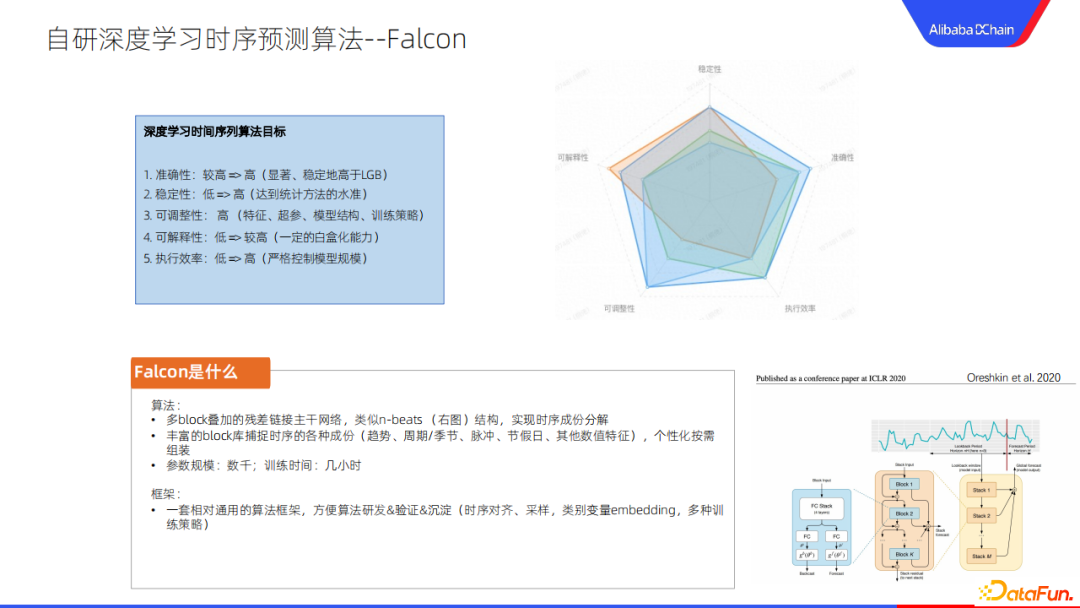 自研深度学习时序预测算法--Falcon
Alibaba DChain
深度学习时间序列算法目标
1. 准确性：较高 => 高（显著、稳定地高于LGB）
2. 稳定性：低 => 高（达到统计方法的水准）
3. 可调整性： 高 （特征、超参、模型结构、训练策略）
4. 可解释性：低 => 较高（一定的白盒化能力）
5. 执行效率：低 => 高（严格控制模型规模）
稳定性
可解释性
准确性
可调整性
执行效率
Falcon是什么
算法：
• 多block叠加的残差链接主干网络，类似n-beats （右图）结构，实现时序成份分解
• 丰富的block库捕捉时序的各种成份（趋势、周期/季节、脉冲、节假日、其他数值特征），个性化按需
组装
• 参数规模：数千；训练时间：几小时
框架：
• 一套相对通用的算法框架，方便算法研发&验证&沉淀（时序对齐、采样，类别变量embedding，多种训
练策略）
Published as a conference paper at ICLR 2020
Oreshkin et al. 2020
Lookback Period
Forecast Period
Stack Input
Lookback window
(model input)
Global forecast
(model output)
Block Input
FC Stack
(4 layers)
FC
FC
Backcast
Forecast
Block 1
Block 2
Block K
Stack
forecast
Stack residual
(to next stack)
Stack 1
Stack 2
Stack M
DataFun.